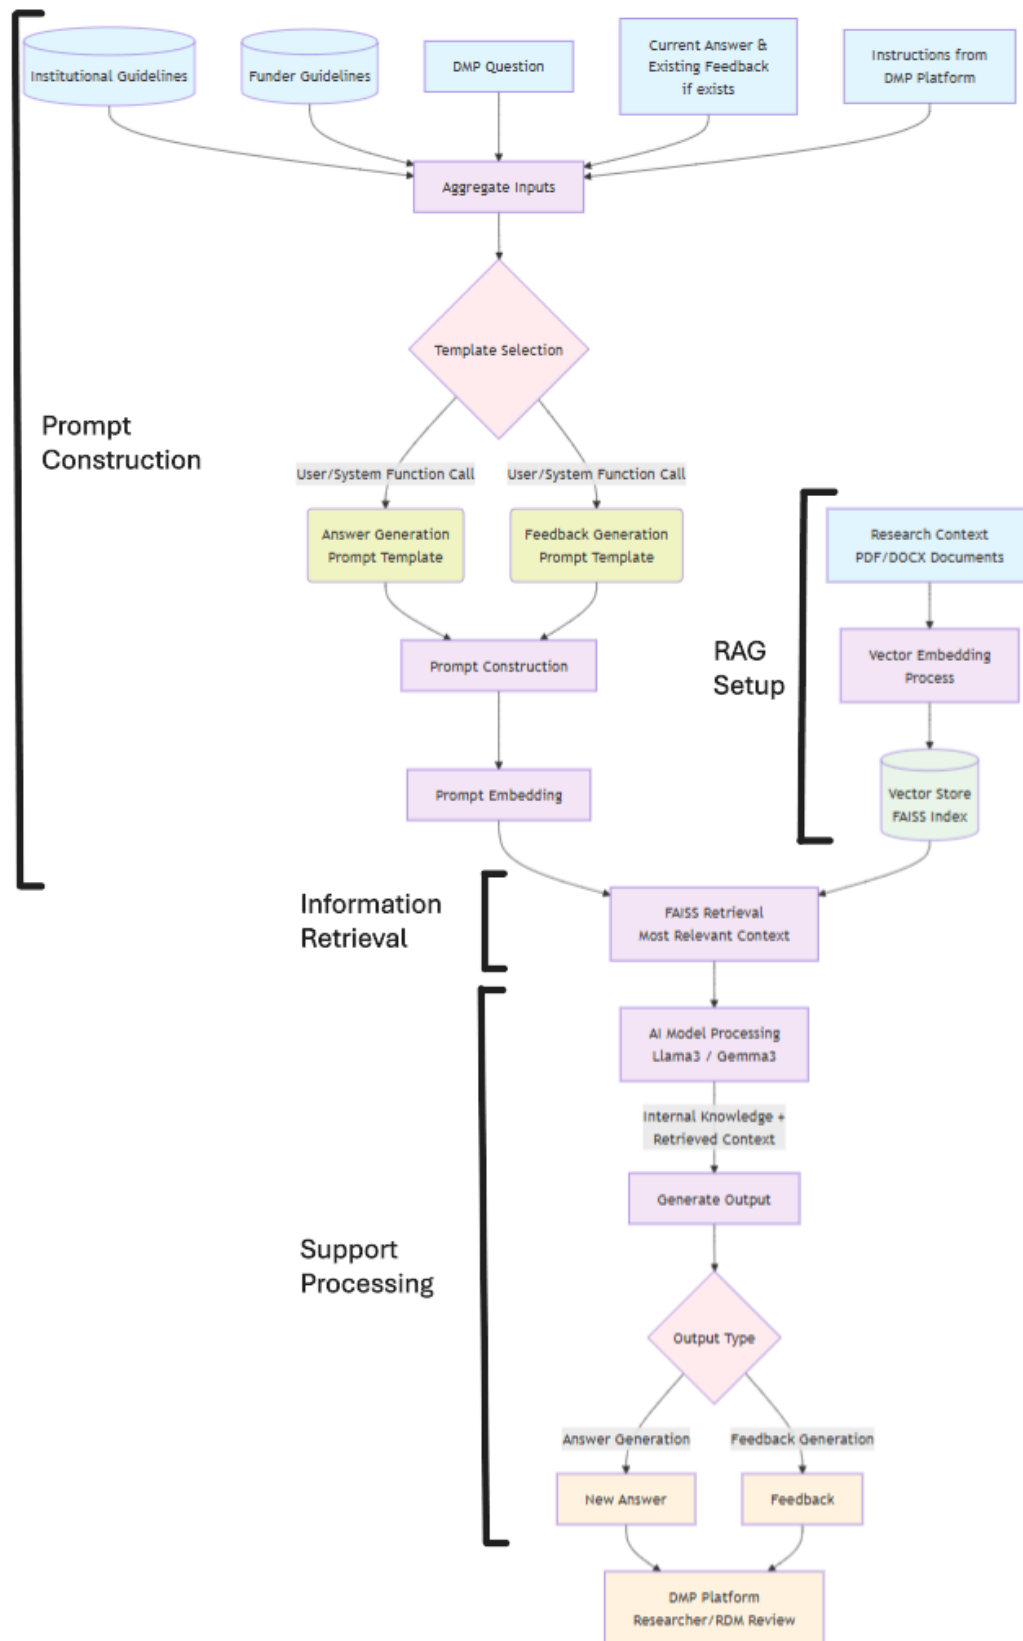 Institutional Guidelines
Funder Guidelines
DMP Question
Current Answer &
Existing Feedback
if exists
Instructions from
DMP Platform
Aggregate Inputs
Template Selection
Prompt
Construction
User/System Function Call
User/System Function Call
Answer Generation
Prompt Template
Feedback Generation
Prompt Template
Research Context
PDF/DOCX Documents
Prompt Construction
RAG
Setup
Vector Embedding
Process
Prompt Embedding
Vector Store
FAISS Index
Information
Retrieval
FAISS Retrieval
Most Relevant Context
AI Model Processing
Llama3 / Gemma3
Internal Knowledge +
Retrieved Context
Generate Output
Support
Processing
Output Type
Answer Generation
Feedback Generation
New Answer
Feedback
DMP Platform
Researcher/RDM Review